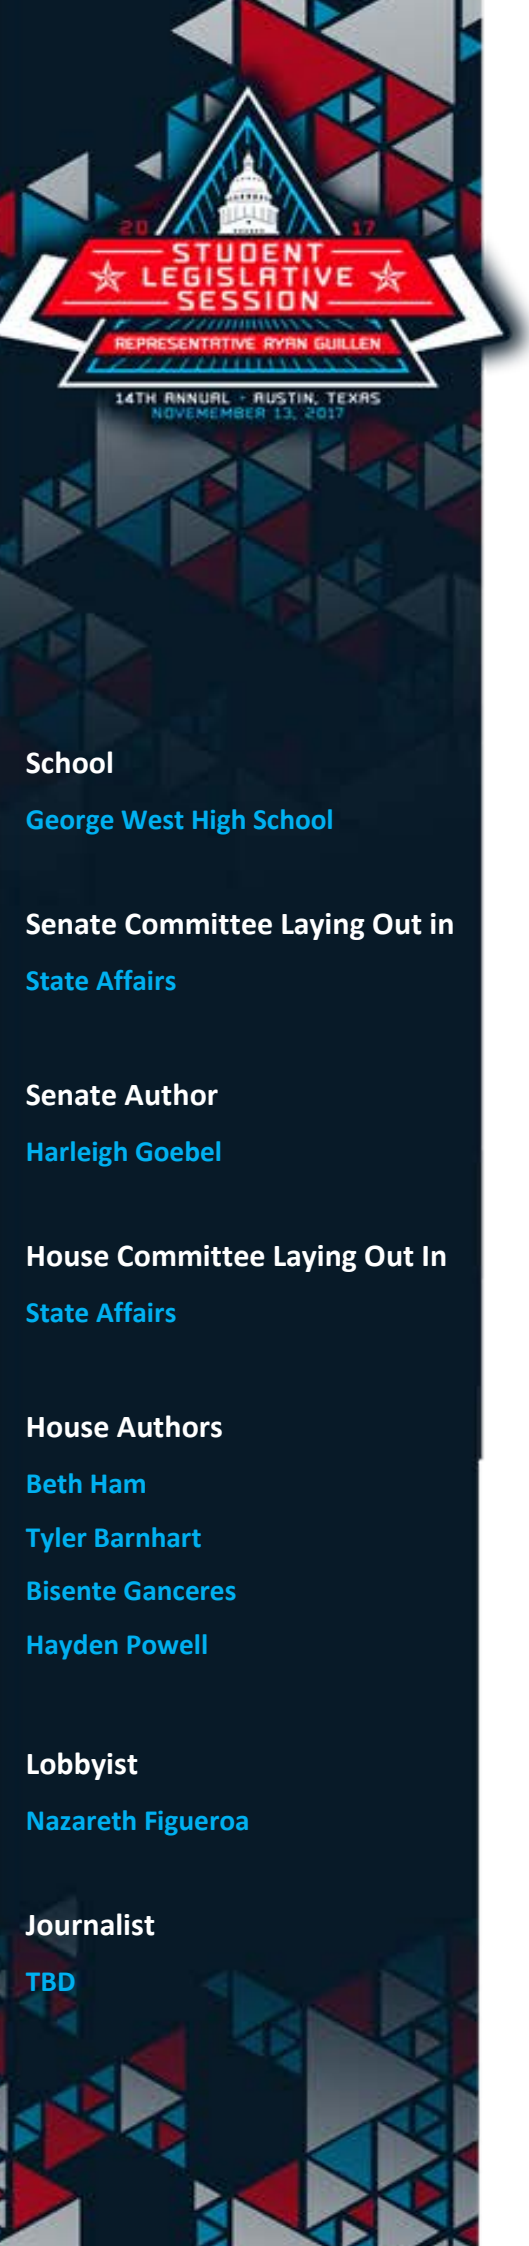 20 17
STUDENT
LEGISLATIVE
SESSION
REPRESENTATIVE RYAN GUILLEN
14TH ANNUAL - AUSTIN, TEXAS
NOVEMEMBER 13, 2017
School
George West High School
Senate Committee Laying Out in
State Affairs
Senate Author
Harleigh Goebel
House Committee Laying Out In
State Affairs
House Authors
Beth Ham
Tyler Barnhart
Bisente Ganceres
Hayden Powell
Lobbyist
Nazareth Figueroa
Journalist
TBD